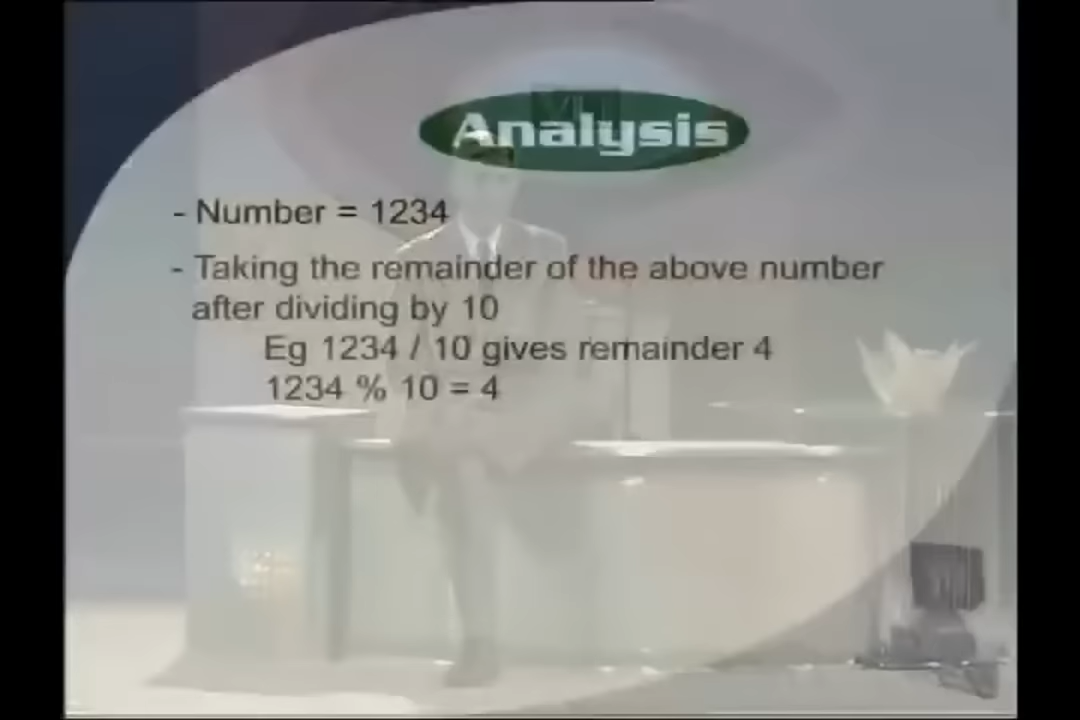 Analysis
- Number = 1234
- Taking the remainder of the above number
after dividing by 10
Eg 1234 / 10 gives remainder 4
1234 % 10 = 4